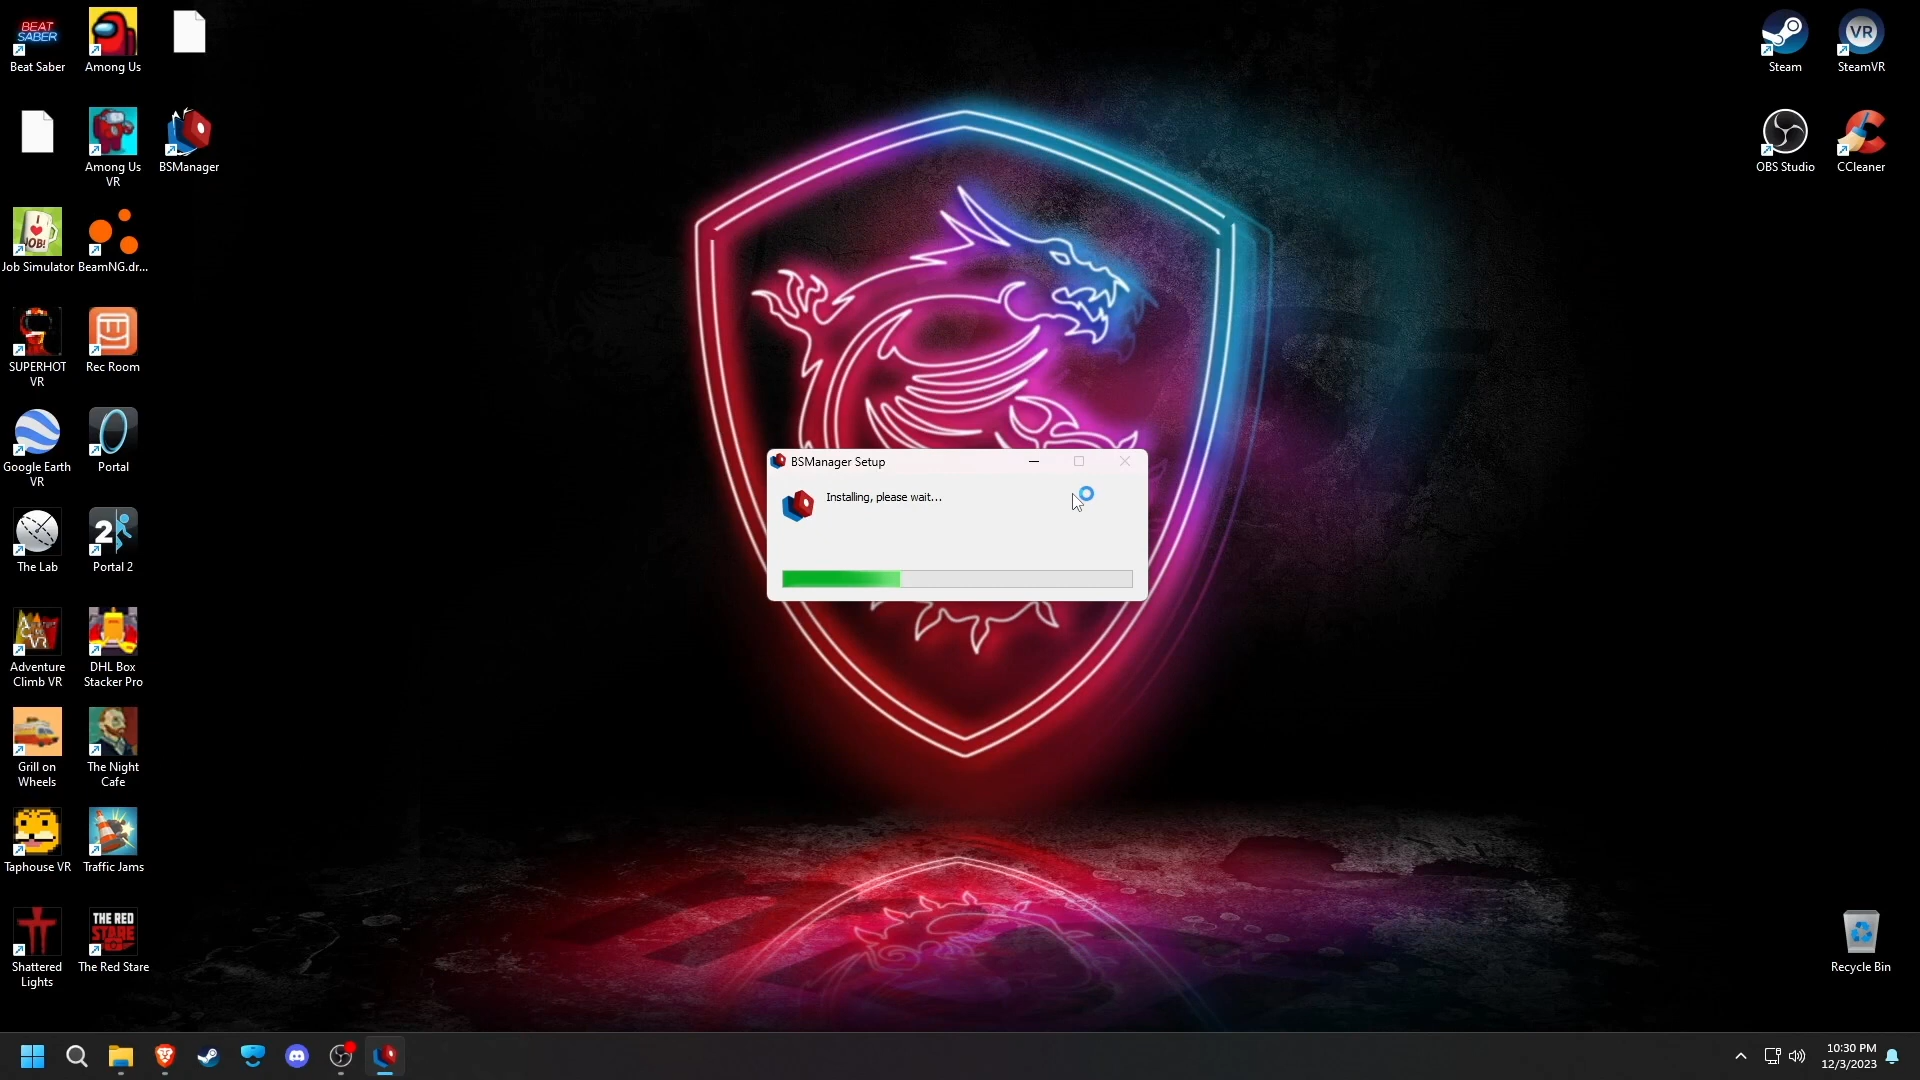 BEAT
SABER
Beat Saber
Among Us
Among Us
VR
BSManager
I
JOB!
Job Simulator
BeamNG.dr...
SUPERHOT
VR
Rec Room
Google Earth
VR
Portal
The Lab
2
Portal 2
Adventure
Climb VR
DHL Box
Stacker Pro
Grill on
Wheels
The Night
Cafe
Taphouse VR
Traffic Jams
Shattered
Lights
THE RED
STARE
The Red Stare
BSManager Setup
Installing, please wait...
Steam
VR
SteamVR
OBS Studio
CCleaner
Recycle Bin
10:30 PM
12/3/2023